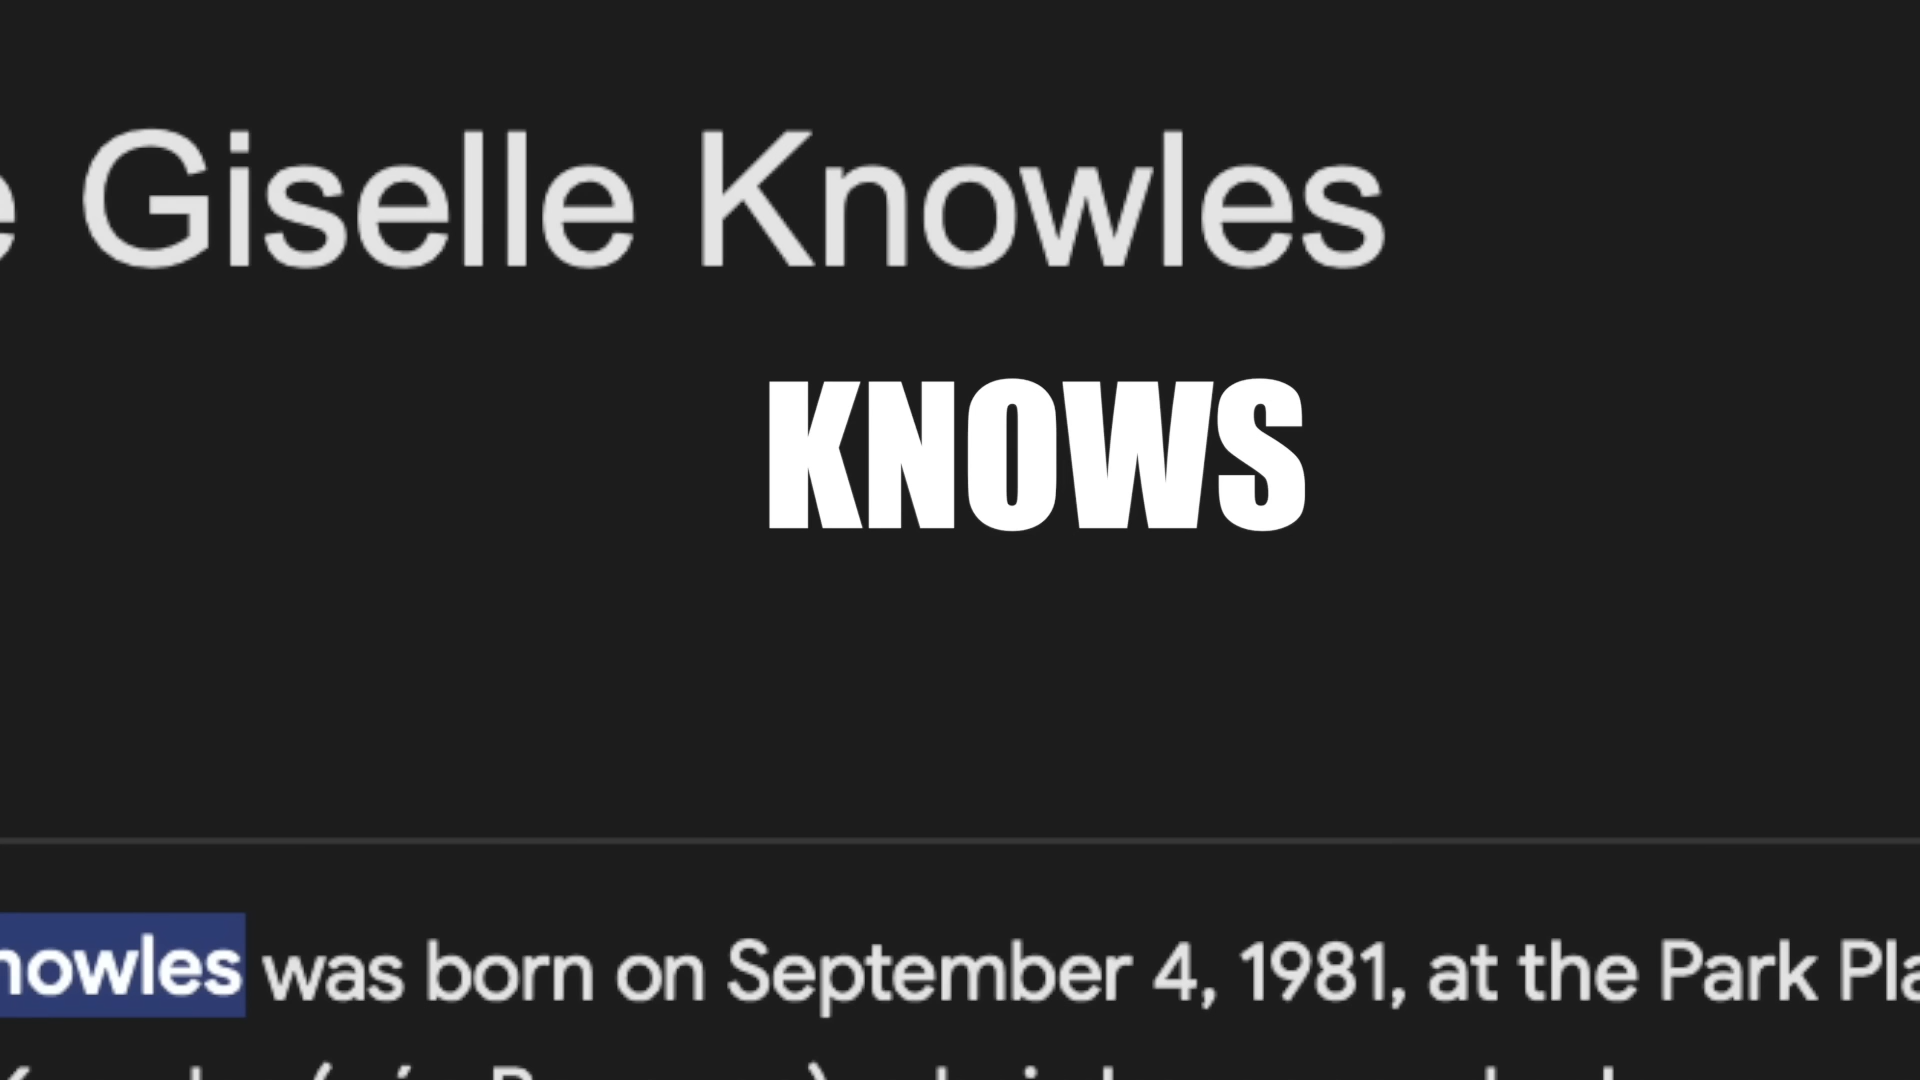 Giselle Knowles
KNOWS
nowles was born on September 4, 1981, at the Park Pla